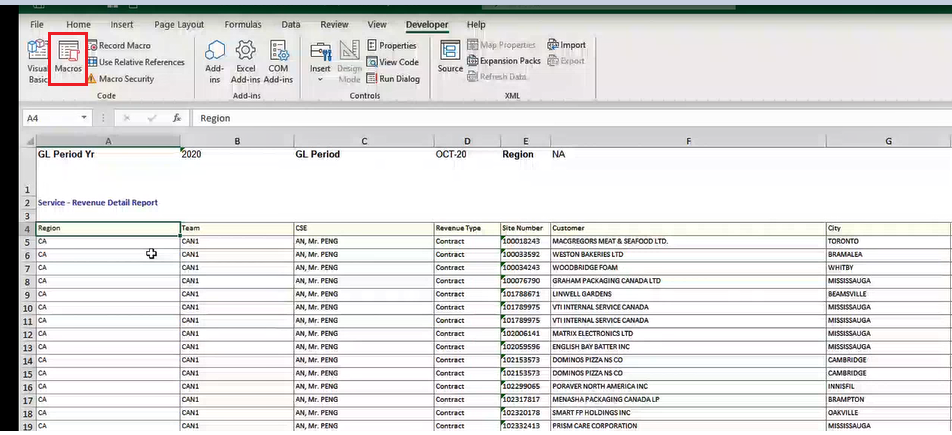 File Home Insert Page Layout Formulas Data Review View Developer Help
Visual Basic Macros Record Macro Use Relative References Macro Security
Add-ins Excel Add-ins COM Add-ins
Insert Design Mode Properties View Code Run Dialog
Source Map Properties Expansion Packs Refresh Data Import Export
Code Add-ins Controls XML
A4 fx Region
A B C D E F G
1 GL Period Yr 2020 GL Period OCT-20 Region NA
2 Service - Revenue Detail Report
3
4 Region Team CSE Revenue Type Site Number Customer City
5 CA CAN1 AN, Mr. PENG Contract 100018243 MACGREGORS MEAT & SEAFOOD LTD. TORONTO
6 CA CAN1 AN, Mr. PENG Contract 100033592 WESTON BAKERIES LTD BRAMALEA
7 CA CAN1 AN, Mr. PENG Contract 100034243 WOODBRIDGE FOAM WHITBY
8 CA CAN1 AN, Mr. PENG Contract 100076790 GRAHAM PACKAGING CANADA LTD MISSISSAUGA
9 CA CAN1 AN, Mr. PENG Contract 101788671 LINWELL GARDENS BEAMSVILLE
10 CA CAN1 AN, Mr. PENG Contract 101789975 VTI INTERNAL SERVICE CANADA MISSISSAUGA
11 CA CAN1 AN, Mr. PENG Contract 101789975 VTI INTERNAL SERVICE CANADA MISSISSAUGA
12 CA CAN1 AN, Mr. PENG Contract 102006141 MATRIX ELECTRONICS LTD MISSISSAUGA
13 CA CAN1 AN, Mr. PENG Contract 102059596 ENGLISH BAY BATTER INC MISSISSAUGA
14 CA CAN1 AN, Mr. PENG Contract 102153573 DOMINOS PIZZA NS CO CAMBRIDGE
15 CA CAN1 AN, Mr. PENG Contract 102153573 DOMINOS PIZZA NS CO CAMBRIDGE
16 CA CAN1 AN, Mr. PENG Contract 102299065 PORAVER NORTH AMERICA INC INNISFIL
17 CA CAN1 AN, Mr. PENG Contract 102317817 MENASHA PACKAGING CANADA LP BRAMPTON
18 CA CAN1 AN, Mr. PENG Contract 102320178 SMART FP HOLDINGS INC OAKVILLE
19 CA CAN1 AN, Mr. PENG Contract 102332413 PRISM CARE CORPORATION MISSISSAUGA